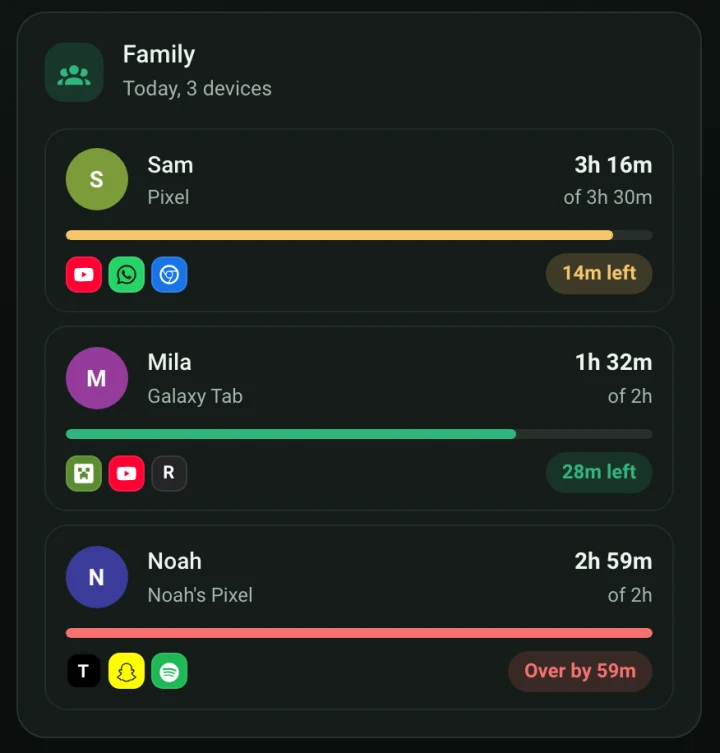 Family
Today, 3 devices
S
Sam
3h 16m
Pixel
of 3h 30m
14m left
M
Mila
1h 32m
Galaxy Tab
of 2h
R
28m left
N
Noah
2h 59m
Noah's Pixel
of 2h
T
Over by 59m